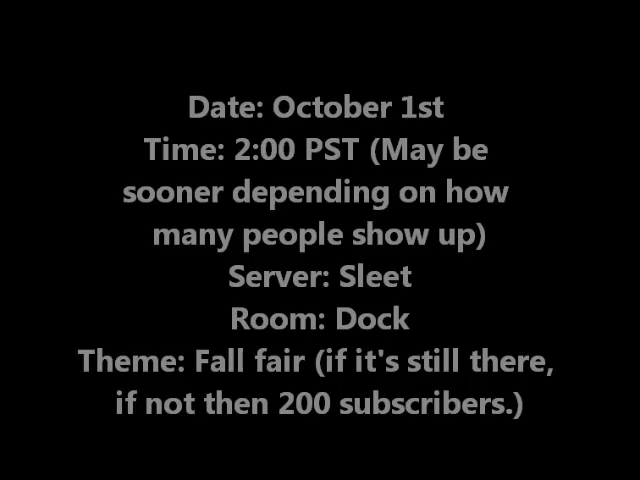 Date: October 1st
Time: 2:00 PST (May be
sooner depending on how
many people show up)
Server: Sleet
Room: Dock
Theme: Fall fair (if it's still there,
if not then 200 subscribers.)